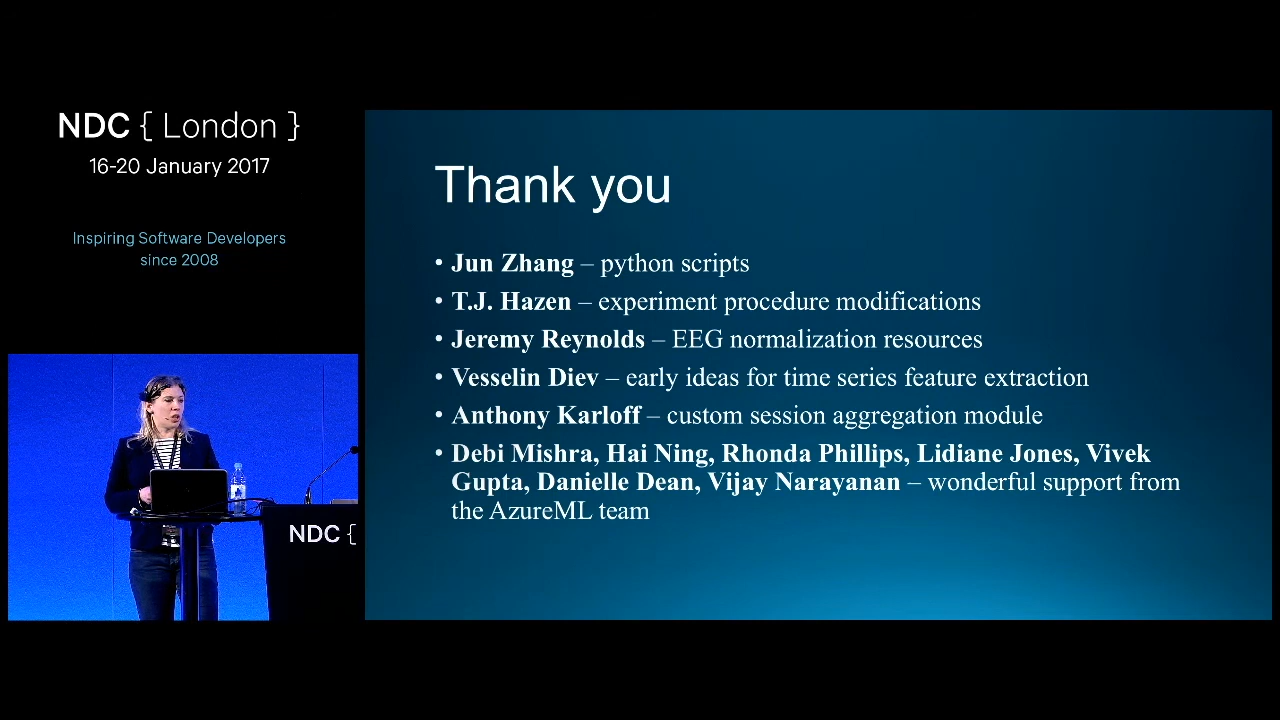 NDC { London }
16-20 January 2017
Inspiring Software Developers
since 2008
Thank you
• Jun Zhang – python scripts
• T.J. Hazen – experiment procedure modifications
• Jeremy Reynolds – EEG normalization resources
• Vesselin Diev – early ideas for time series feature extraction
• Anthony Karloff – custom session aggregation module
• Debi Mishra, Hai Ning, Rhonda Phillips, Lidiane Jones, Vivek
Gupta, Danielle Dean, Vijay Narayanan – wonderful support from
the AzureML team
NDC {